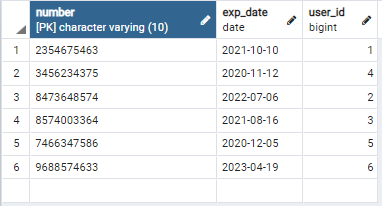 number exp_date user_id
[PK] character varying (10) date bigint
1 2354675463 2021-10-10 1
2 3456234375 2020-11-12 4
3 8473648574 2022-07-06 2
4 8574003364 2021-08-16 3
5 7466347586 2020-12-05 5
6 9688574633 2023-04-19 6